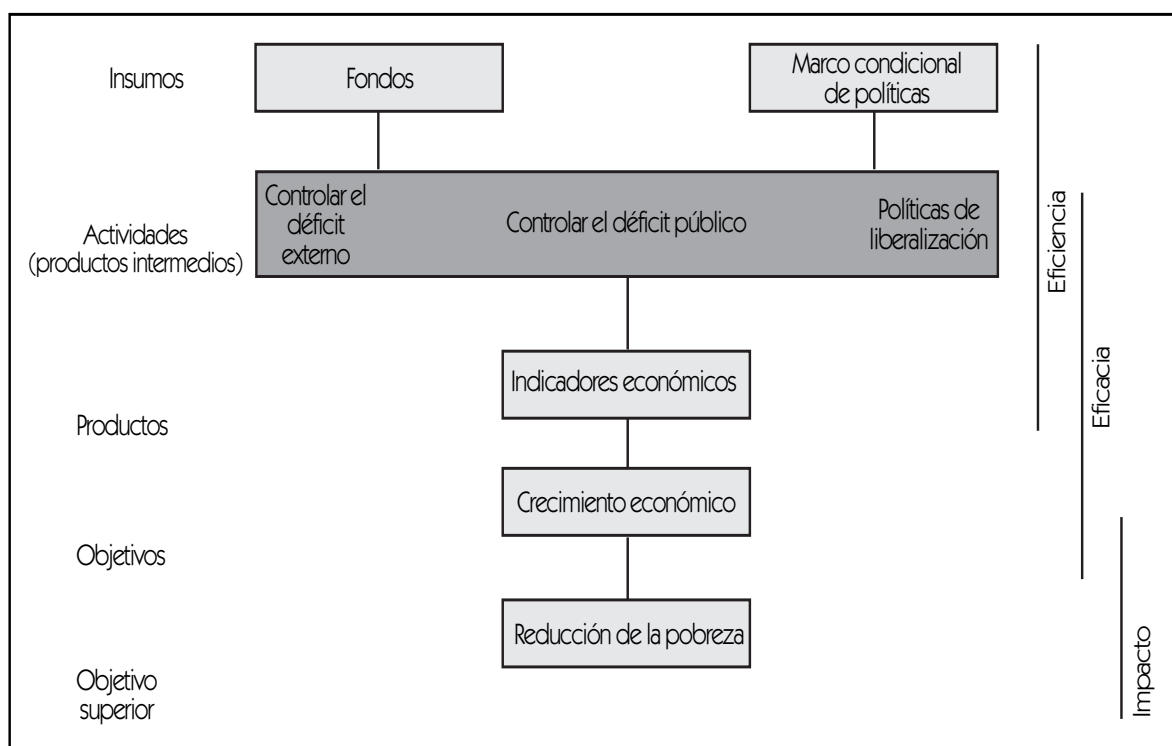 Insumos
Fondos
Marco condicional
de políticas
Actividades
(productos intermedios)
Controlar el
déficit
externo
Controlar el déficit público
Políticas de
liberalización
Indicadores económicos
Productos
Crecimiento económico
Objetivos
Reducción de la pobreza
Objetivo
superior
Eficiencia
Eficacia
Impacto